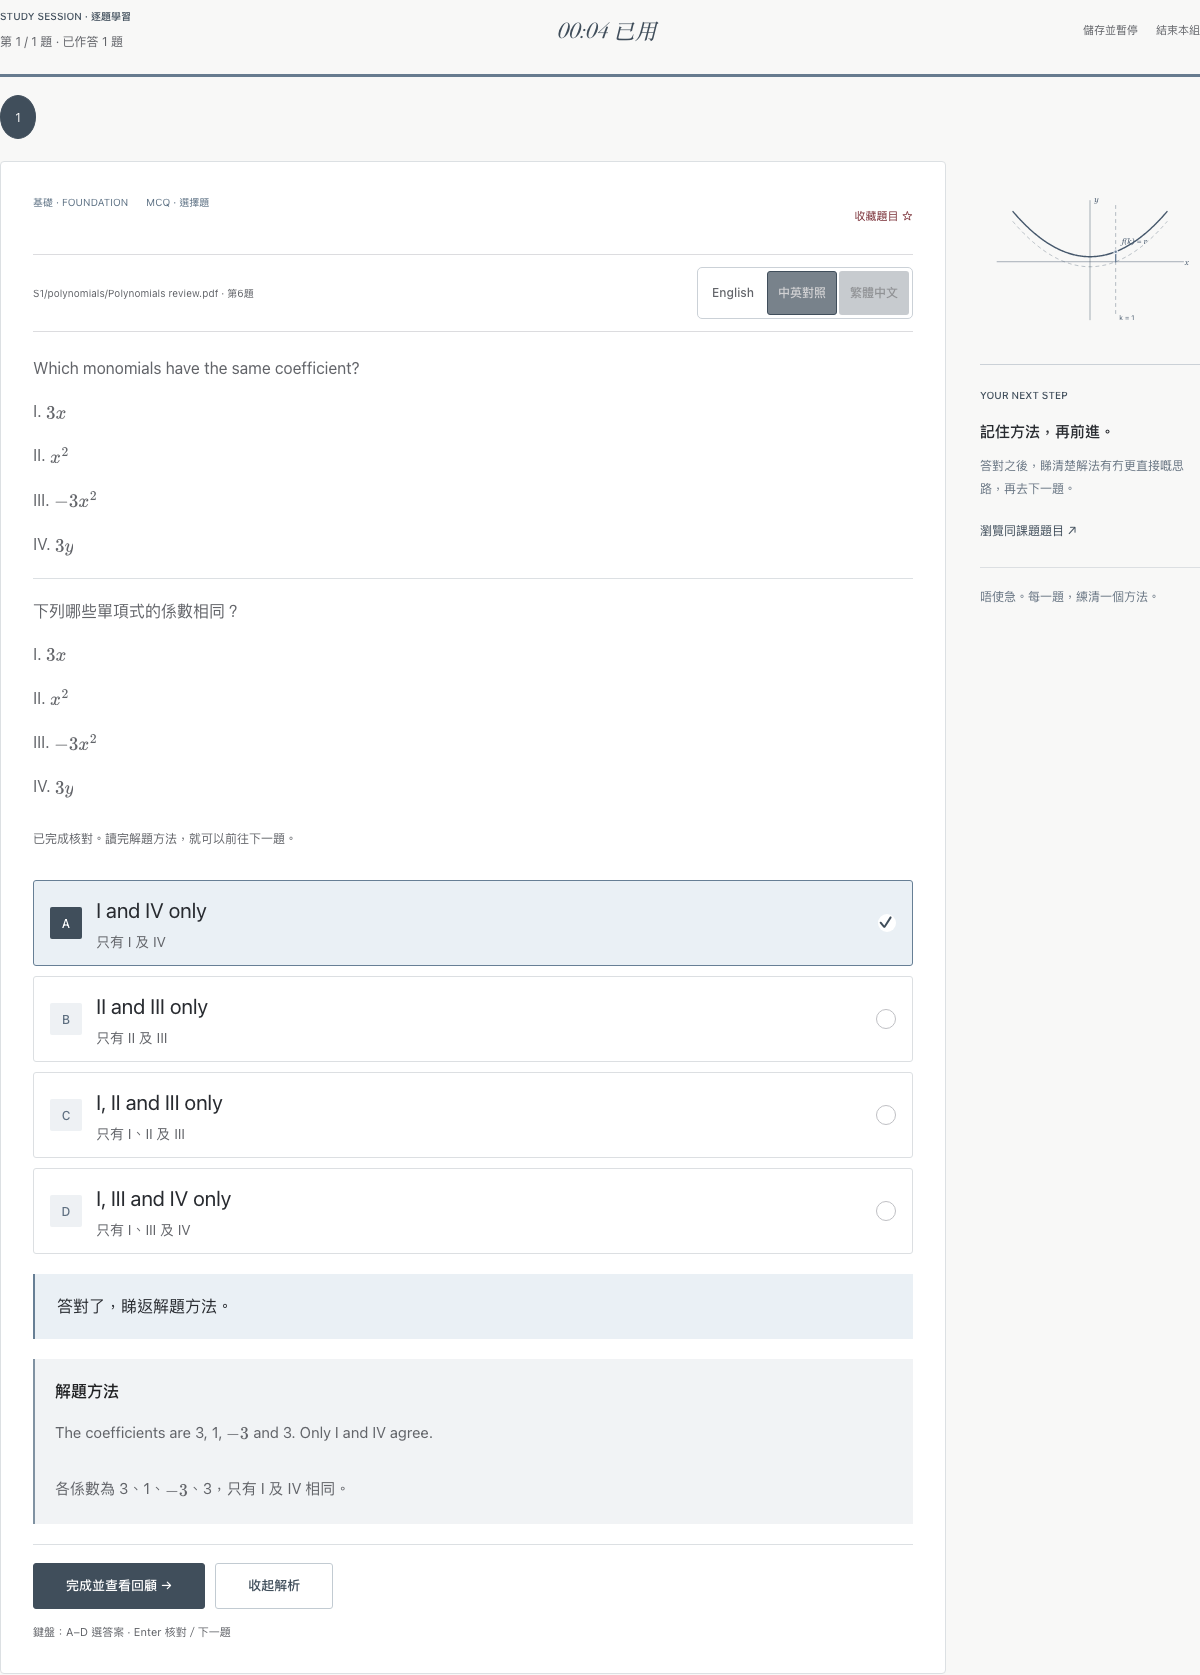 STUDY SESSION · 逐題學習
第 1 / 1 題 · 已作答 1 題
00:04 已用
儲存並暫停 結束本組
1
基礎 · FOUNDATION MCQ · 選擇題
收藏題目 ☆
S1/polynomials/Polynomials review.pdf · 第6題
English 中英對照 繁體中文
Which monomials have the same coefficient?
I. 3x
II. x²
III. −3x²
IV. 3y
下列哪些單項式的係數相同？
I. 3x
II. x²
III. −3x²
IV. 3y
已完成核對。讀完解題方法，就可以前往下一題。
A I and IV only
只有 I 及 IV
B II and III only
只有 II 及 III
C I, II and III only
只有 I、II 及 III
D I, III and IV only
只有 I、III 及 IV
答對了，睇返解題方法。
解題方法
The coefficients are 3, 1, −3 and 3. Only I and IV agree.
各係數為 3、1、−3、3，只有 I 及 IV 相同。
完成並查看回顧 → 收起解析
鍵盤：A–D 選答案 · Enter 核對 / 下一題
y
f(k) = r
x
k = 1
YOUR NEXT STEP
記住方法，再前進。
答對之後，睇清楚解法有冇更直接嘅思
路，再去下一題。
瀏覽同課題題目 ↗
唔使急。每一題，練清一個方法。